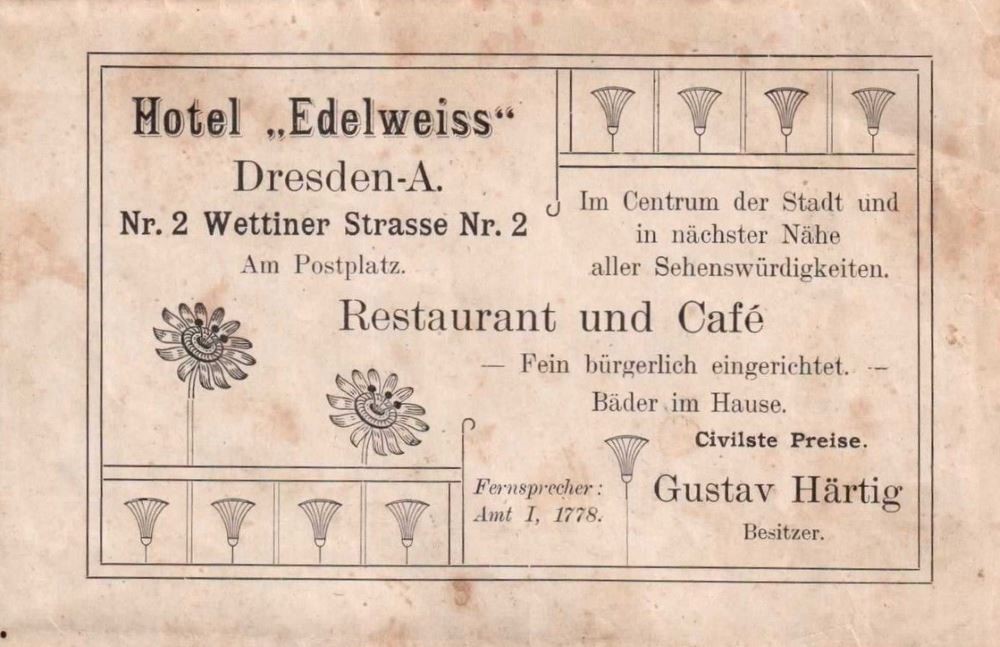 Hotel „Edelweiss“
Dresden-A.
Nr. 2 Wettiner Strasse Nr. 2
Am Postplatz.
Im Centrum der Stadt und
in nächster Nähe
aller Sehenswürdigkeiten.
Restaurant und Café
— Fein bürgerlich eingerichtet. —
Bäder im Hause.
Civilste Preise.
Fernsprecher:
Amt I, 1778.
Gustav Härtig
Besitzer.